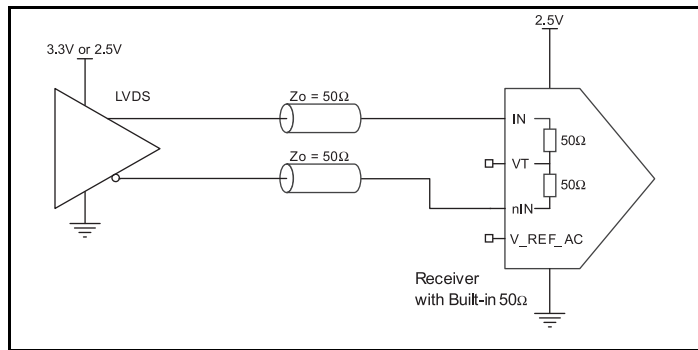 2.5V
3.3V or 2.5V
LVDS
Zo = 50Ω
IN
50Ω
VT
Zo = 50Ω
50Ω
nIN
V_REF_AC
Receiver
with Built-in 50Ω